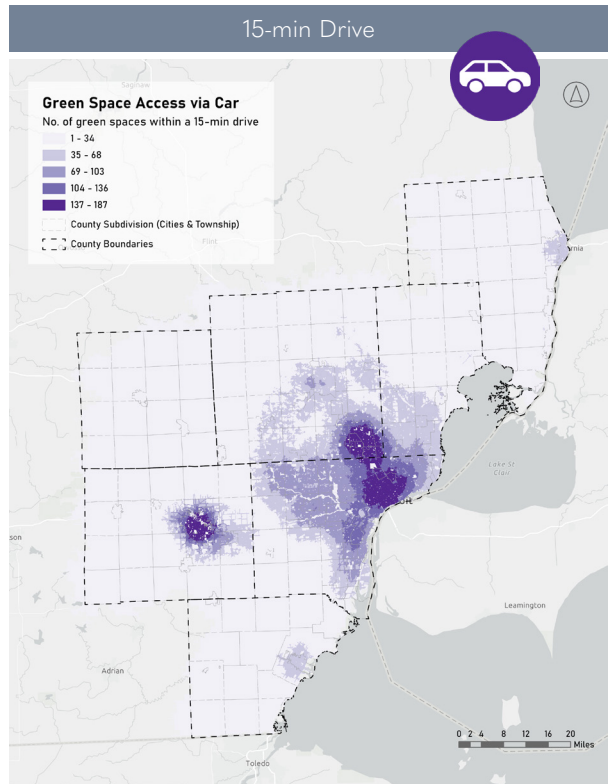 15-min Drive
Saginaw
Green Space Access via Car
No. of green spaces within a 15-min drive
1 - 34
35 - 68
69 - 103
104 - 136
137 - 187
County Subdivision (Cities & Township)
County Boundaries
Flint
rnia
Lake St
Clair
son
Leamington
Adrian
0 2 4 8 12 16 20
Miles
Toledo